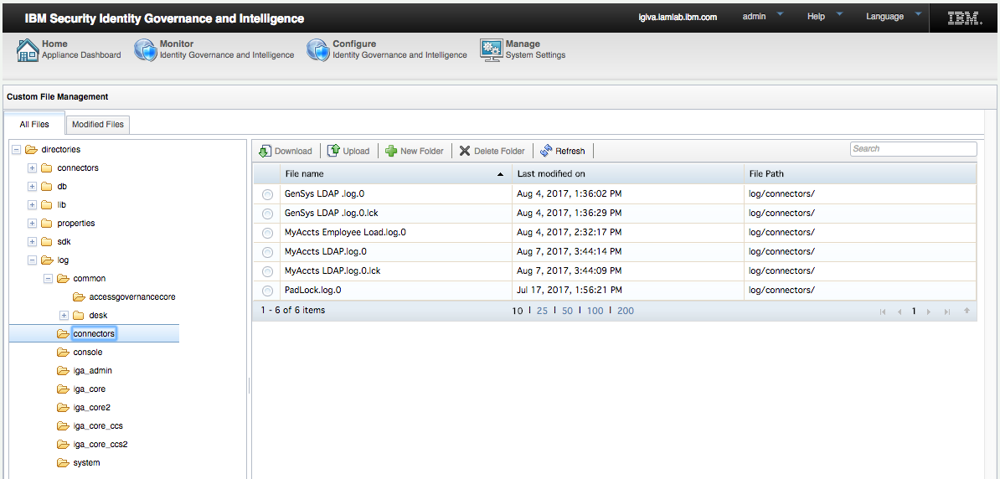 IBM Security Identity Governance and Intelligence
igiva.iamlab.ibm.com
admin
Help
Language
IBM.
Home
Appliance Dashboard
Monitor
Identity Governance and Intelligence
Configure
Identity Governance and Intelligence
Manage
System Settings
Custom File Management
All Files
Modified Files
directories
connectors
db
lib
properties
sdk
log
common
accessgovernancecore
desk
connectors
console
iga_admin
iga_core
iga_core2
iga_core_ccs
iga_core_ccs2
system
Download
Upload
New Folder
Delete Folder
Refresh
Search
File name Last modified on File Path
GenSys LDAP .log.0 Aug 4, 2017, 1:36:02 PM log/connectors/
GenSys LDAP .log.0.lck Aug 4, 2017, 1:36:29 PM log/connectors/
MyAccts Employee Load.log.0 Aug 4, 2017, 2:32:17 PM log/connectors/
MyAccts LDAP.log.0 Aug 7, 2017, 3:44:14 PM log/connectors/
MyAccts LDAP.log.0.lck Aug 7, 2017, 3:44:09 PM log/connectors/
PadLock.log.0 Jul 17, 2017, 1:56:21 PM log/connectors/
1 - 6 of 6 items 10 | 25 | 50 | 100 | 200 1